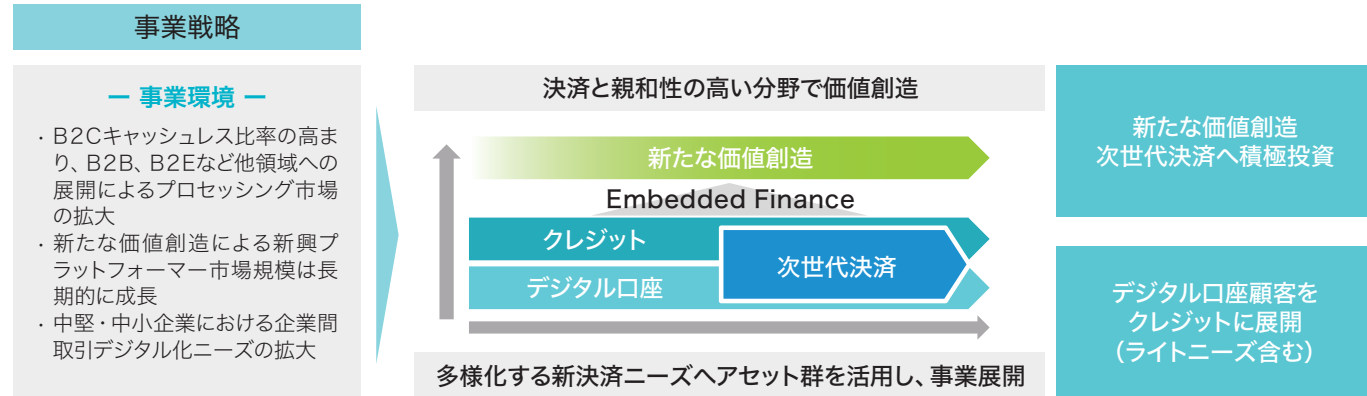 事業戦略
ー 事業環境 ー
・B2Cキャッシュレス比率の高ま
り、B2B、B2Eなど他領域への
展開によるプロセッシング市場
の拡大
・新たな価値創造による新興プ
ラットフォーマー市場規模は長
期的に成長
・中堅・中小企業における企業間
取引デジタル化ニーズの拡大
決済と親和性の高い分野で価値創造
新たな価値創造
Embedded Finance
クレジット
デジタル口座
次世代決済
多様化する新決済ニーズへアセット群を活用し、事業展開
新たな価値創造
次世代決済へ積極投資
デジタル口座顧客を
クレジットに展開
（ライトニーズ含む）